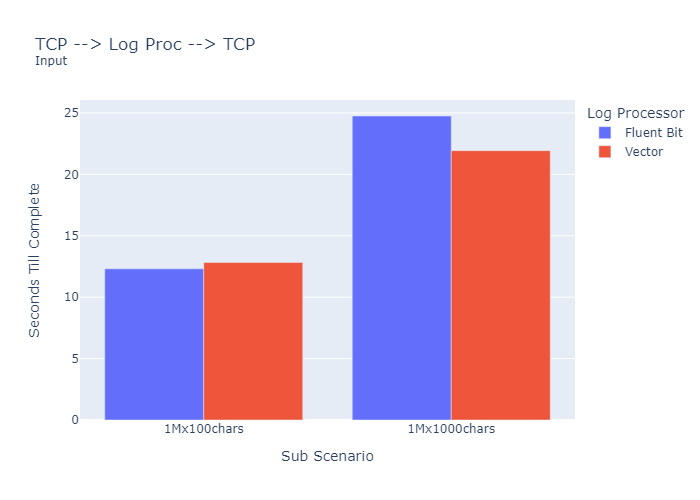 TCP --> Log Proc --> TCP
Input
25
20
15
10
5
0
Seconds Till Complete
1Mx100chars
1Mx1000chars
Sub Scenario
Log Processor
Fluent Bit
Vector